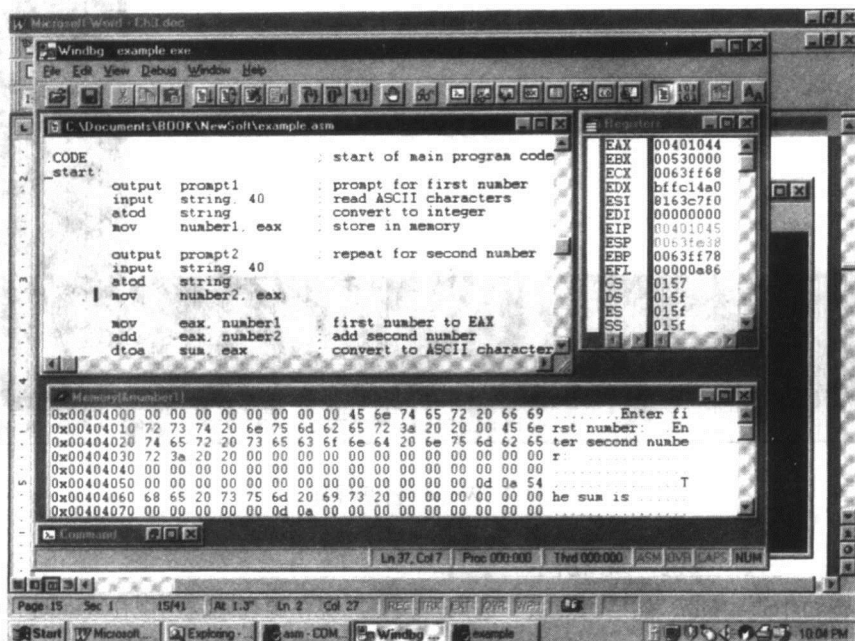 Microsoft Word - Ch3.doc
Windbg example.exe
File Edit View Debug Window Help
C:\Documents\BOOK\NewSoft\example.asm
.CODE ; start of main program code
_start:
output prompt1 ; prompt for first number
input string, 40 ; read ASCII characters
atod string ; convert to integer
mov number1, eax ; store in memory
output prompt2 ; repeat for second number
input string, 40
atod string
mov number2, eax
mov eax, number1 ; first number to EAX
add eax, number2 ; add second number
dtoa sum, eax ; convert to ASCII character
Registers
EAX 00401044
EBX 00530000
ECX 0063ff68
EDX bffc14a0
ESI 8163c7f0
EDI 00000000
EIP 00401045
ESP 0063fe38
EBP 0063ff78
EFL 00000a86
CS 0157
DS 015f
ES 015f
SS 015f
Memory(&number1)
0x00404000 00 00 00 00 00 00 00 00 45 6e 74 65 72 20 66 69 ........Enter fi
0x00404010 72 73 74 20 6e 75 6d 62 65 72 3a 20 20 00 45 6e rst number: .En
0x00404020 74 65 72 20 73 65 63 6f 6e 64 20 6e 75 6d 62 65 ter second numbe
0x00404030 72 3a 20 20 00 00 00 00 00 00 00 00 00 00 00 00 r: ............
0x00404040 00 00 00 00 00 00 00 00 00 00 00 00 00 00 00 00 ................
0x00404050 00 00 00 00 00 00 00 00 00 00 00 00 00 0d 0a 54 ...............T
0x00404060 68 65 20 73 75 6d 20 69 73 20 00 00 00 00 00 00 he sum is ......
0x00404070 00 00 00 00 00 0d 0a 00 00 00 00 00 00 00 00 00 ................
Command
Ln 37, Col 7 Proc 000:000 Thrd 000:000 ASM OVR CAPS NUM
Page 15 Sec 1 15/41 At 1.3" Ln 2 Col 27 REC TRK EXT OVR WPH
Start Microsoft... Exploring - ... asm - COM... Windbg ... example 10:04 PM